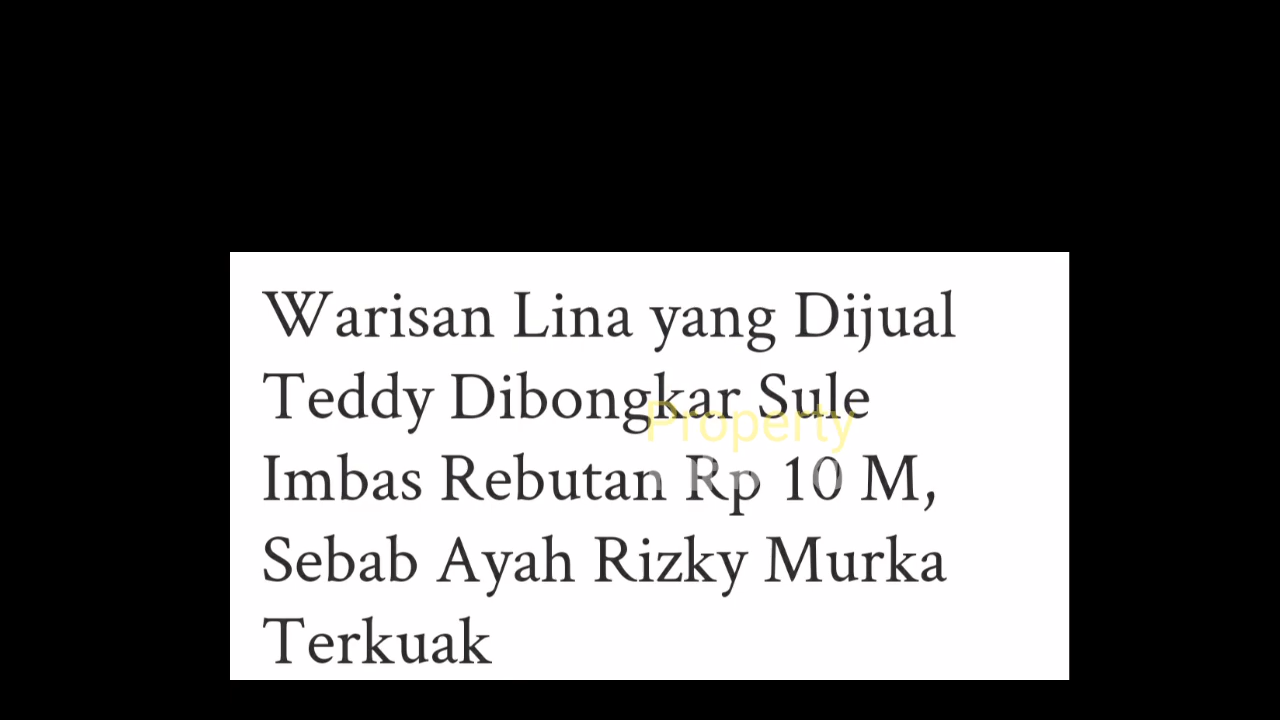 Warisan Lina yang Dijual
Teddy Dibongkar Sule
Property
Imbas Rebutan Rp 10 M,
Sebab Ayah Rizky Murka
Terkuak